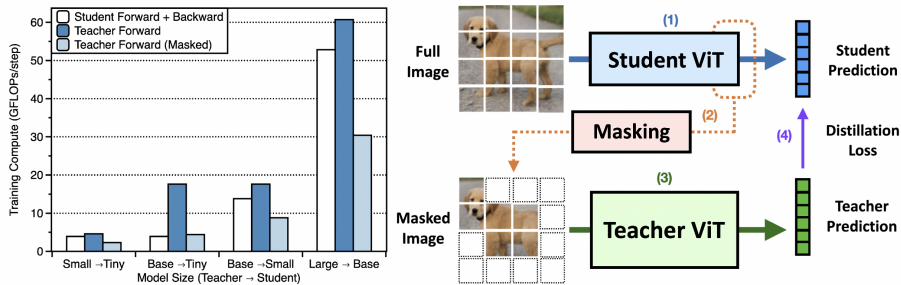 Training Compute (GFLOPs/step)
60
50
40
30
20
10
0
Student Forward + Backward
Teacher Forward
Teacher Forward (Masked)
Small →Tiny
Base →Tiny
Base →Small
Large → Base
Model Size (Teacher → Student)
Full
Image
(1)
Student ViT
Student
Prediction
(2)
Masking
(4)
Distillation
Loss
Masked
Image
(3)
Teacher ViT
Teacher
Prediction